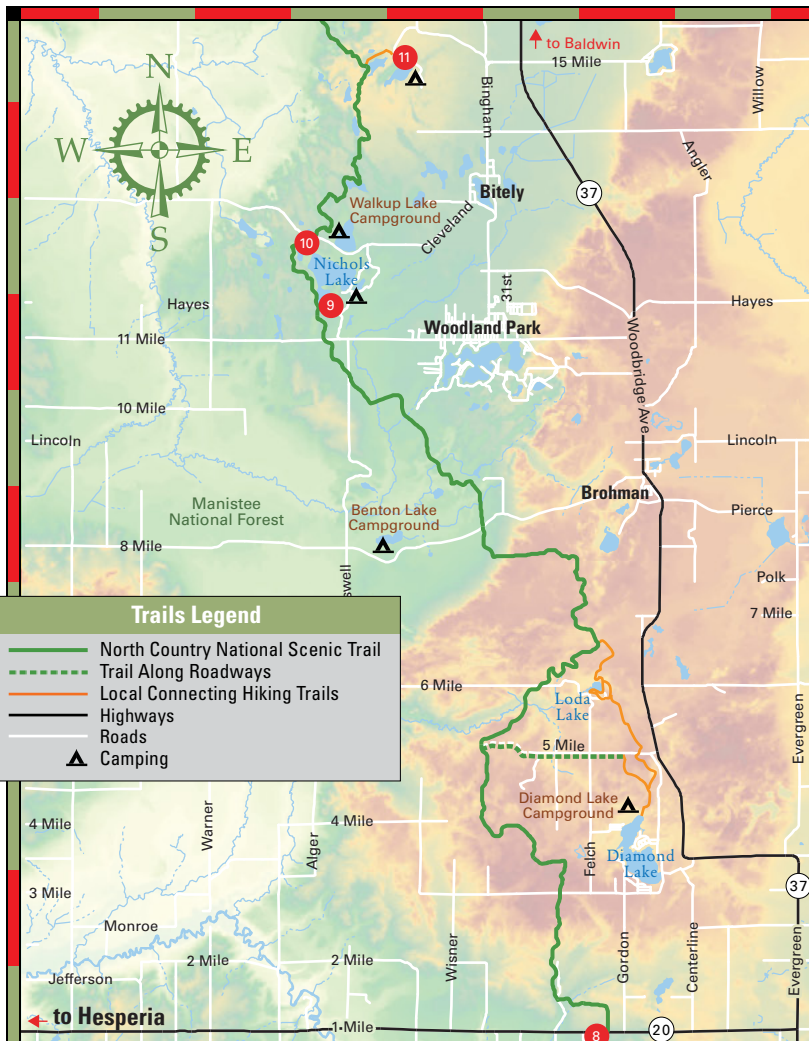 to Baldwin
15 Mile
11
Bingham
Willow
N
W
E
S
Angler
37
Bitely
Walkup Lake
Campground
Cleveland
10
Nichols
Lake
9
31st
Hayes
Hayes
Woodland Park
Woodbridge Ave
11 Mile
10 Mile
Lincoln
Lincoln
Brohman
Manistee
National Forest
Benton Lake
Campground
Pierce
8 Mile
swell
Polk
7 Mile
Trails Legend
North Country National Scenic Trail
Trail Along Roadways
Local Connecting Hiking Trails
Highways
Roads
Camping
6 Mile
Loda
Lake
Evergreen
5 Mile
Diamond Lake
Campground
4 Mile
Warner
Alger
4 Mile
Felch
Diamond
Lake
37
3 Mile
Monroe
2 Mile
2 Mile
Jefferson
Wisner
Gordon
Centerline
Evergreen
to Hesperia
1 Mile
8
20